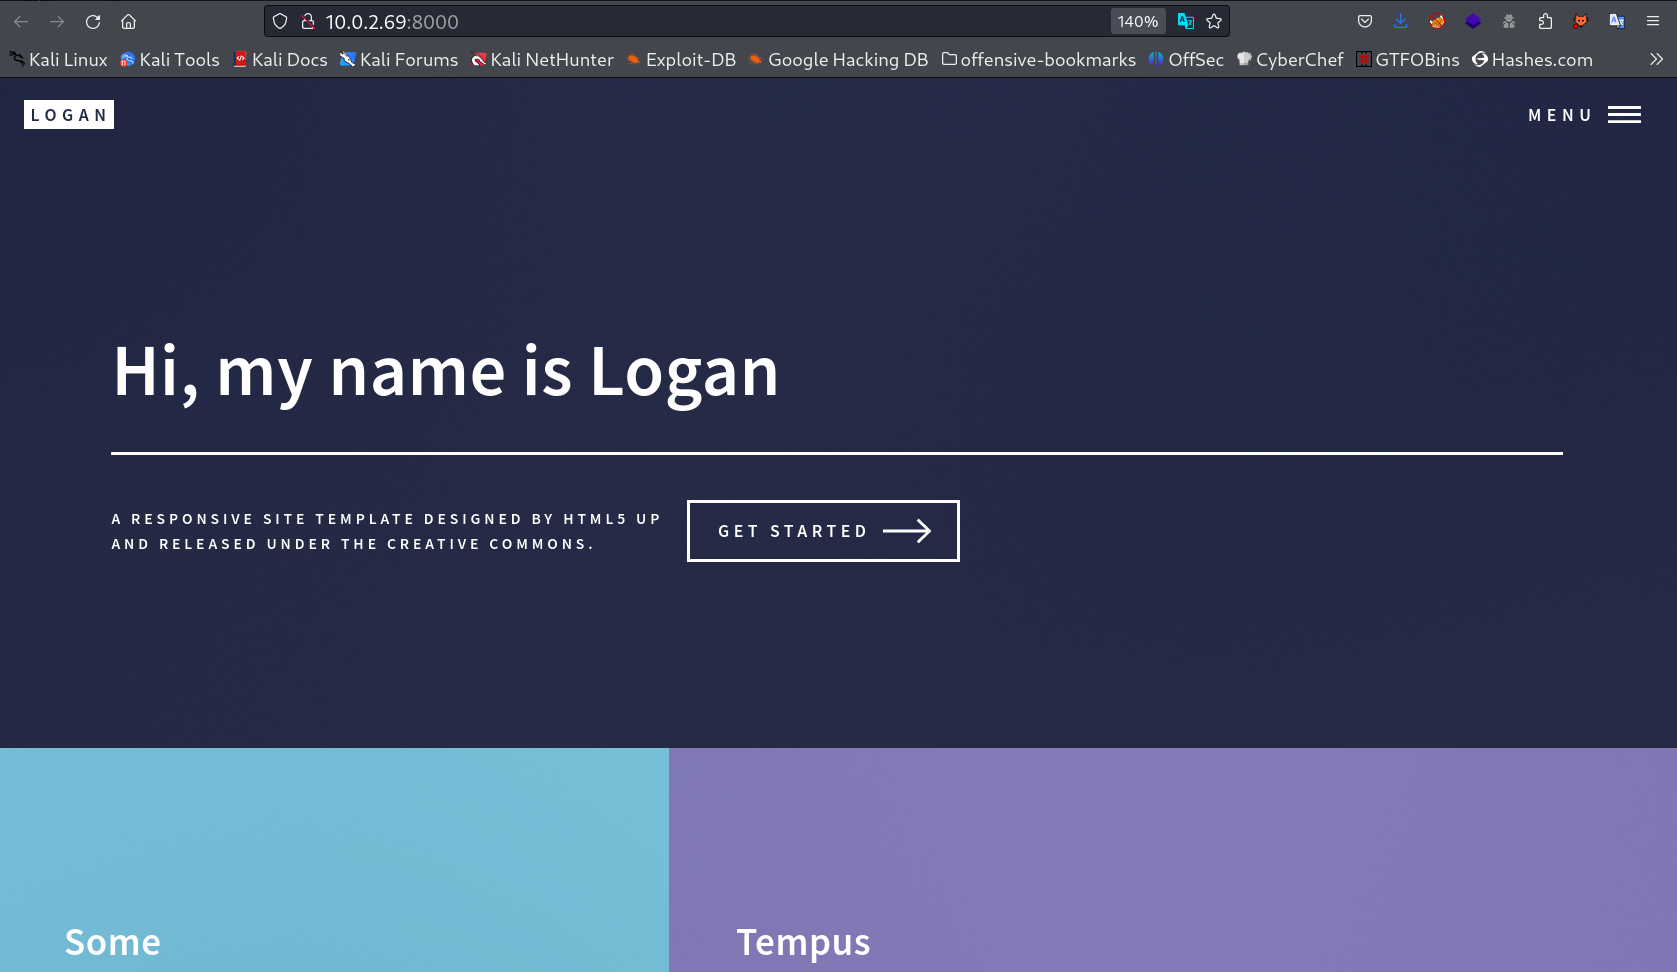 10.0.2.69:8000
140%
Kali Linux Kali Tools Kali Docs Kali Forums Kali NetHunter Exploit-DB Google Hacking DB offensive-bookmarks OffSec CyberChef GTFOBins Hashes.com
LOGAN
MENU
Hi, my name is Logan
A RESPONSIVE SITE TEMPLATE DESIGNED BY HTML5 UP
AND RELEASED UNDER THE CREATIVE COMMONS.
GET STARTED
Some
Tempus